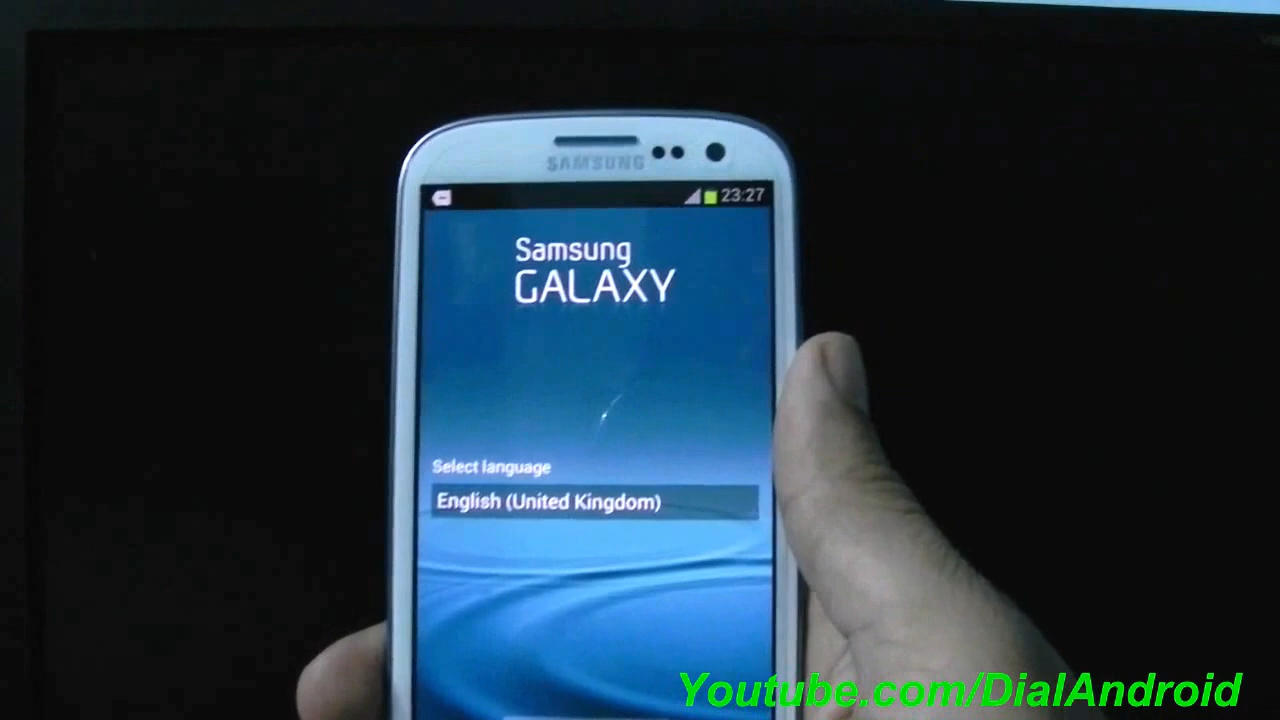 SAMSUNG
23:27
Samsung
GALAXY
Select language
English (United Kingdom)
Youtube.com/DialAndroid